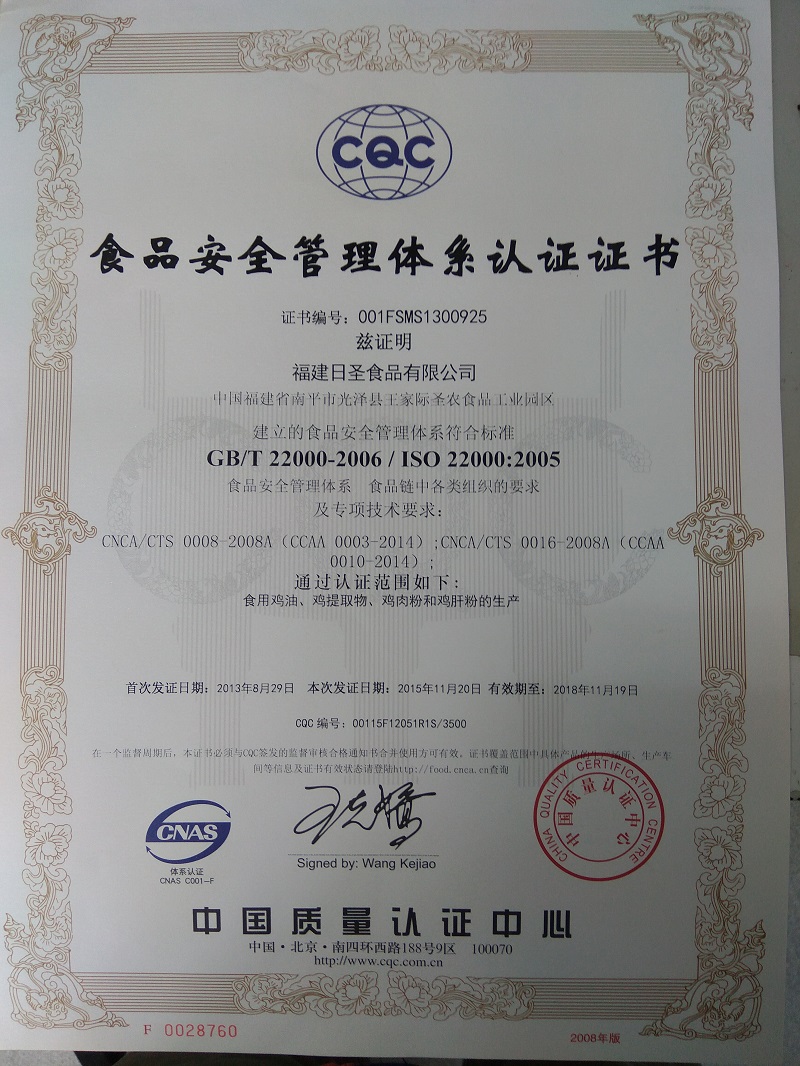 CQC
食品安全管理体系认证证书
证书编号：001FSMS1300925
兹证明
福建日圣食品有限公司
中国福建省南平市光泽县王家际圣农食品工业园区
建立的食品安全管理体系符合标准
GB/T 22000-2006 / ISO 22000:2005
食品安全管理体系 食品链中各类组织的要求
及专项技术要求：
CNCA/CTS 0008-2008A（CCAA 0003-2014）;CNCA/CTS 0016-2008A（CCAA
0010-2014）;
通过认证范围如下：
食用鸡油、鸡提取物、鸡肉粉和鸡肝粉的生产
首次发证日期：2013年8月29日 本次发证日期：2015年11月20日 有效期至：2018年11月19日
CQC 编号：00115F12051R1S/3500
在一个监督周期后，本证书必须与CQC签发的监督审核合格通知书合并使用方可有效。证书覆盖范围中具体产品的生产场所、生产车
间等信息及证书有效状态请登陆http://food.cnca.cn查询
CHINA QUALITY CERTIFICATION CENTRE
中国质量认证中心
CNAS
体系认证
CNAS C001-F
Signed by: Wang Kejiao
中国质量认证中心
中国·北京·南四环西路188号9区 100070
http://www.cqc.com.cn
F 0028760
2008年版